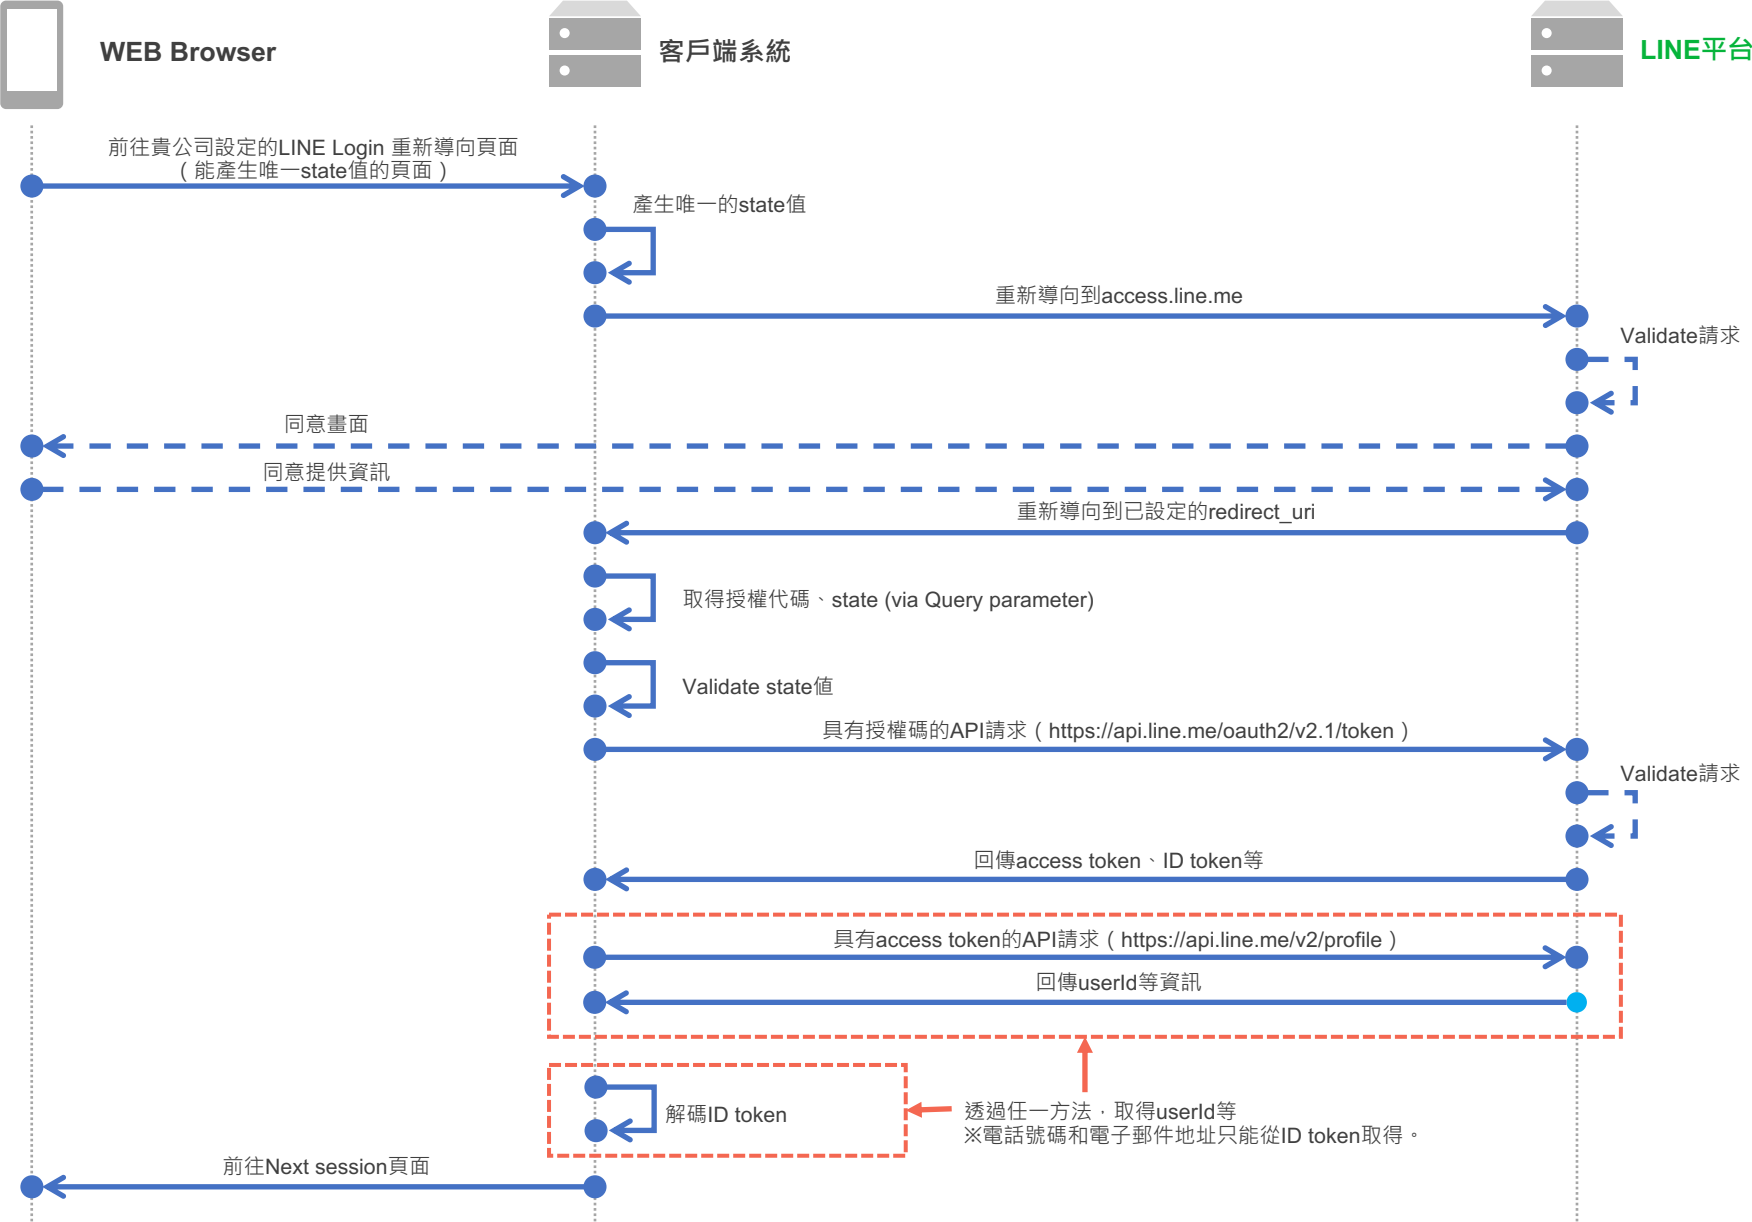 WEB Browser
客戶端系統
LINE平台
前往貴公司設定的LINE Login 重新導向頁面
（能產生唯一state值的頁面）
產生唯一的state值
重新導向到access.line.me
Validate請求
同意畫面
同意提供資訊
重新導向到已設定的redirect_uri
取得授權代碼、state (via Query parameter)
Validate state値
具有授權碼的API請求（https://api.line.me/oauth2/v2.1/token）
Validate請求
回傳access token、ID token等
具有access token的API請求（https://api.line.me/v2/profile）
回傳userId等資訊
解碼ID token
透過任一方法，取得userId等
※電話號碼和電子郵件地址只能從ID token取得。
前往Next session頁面